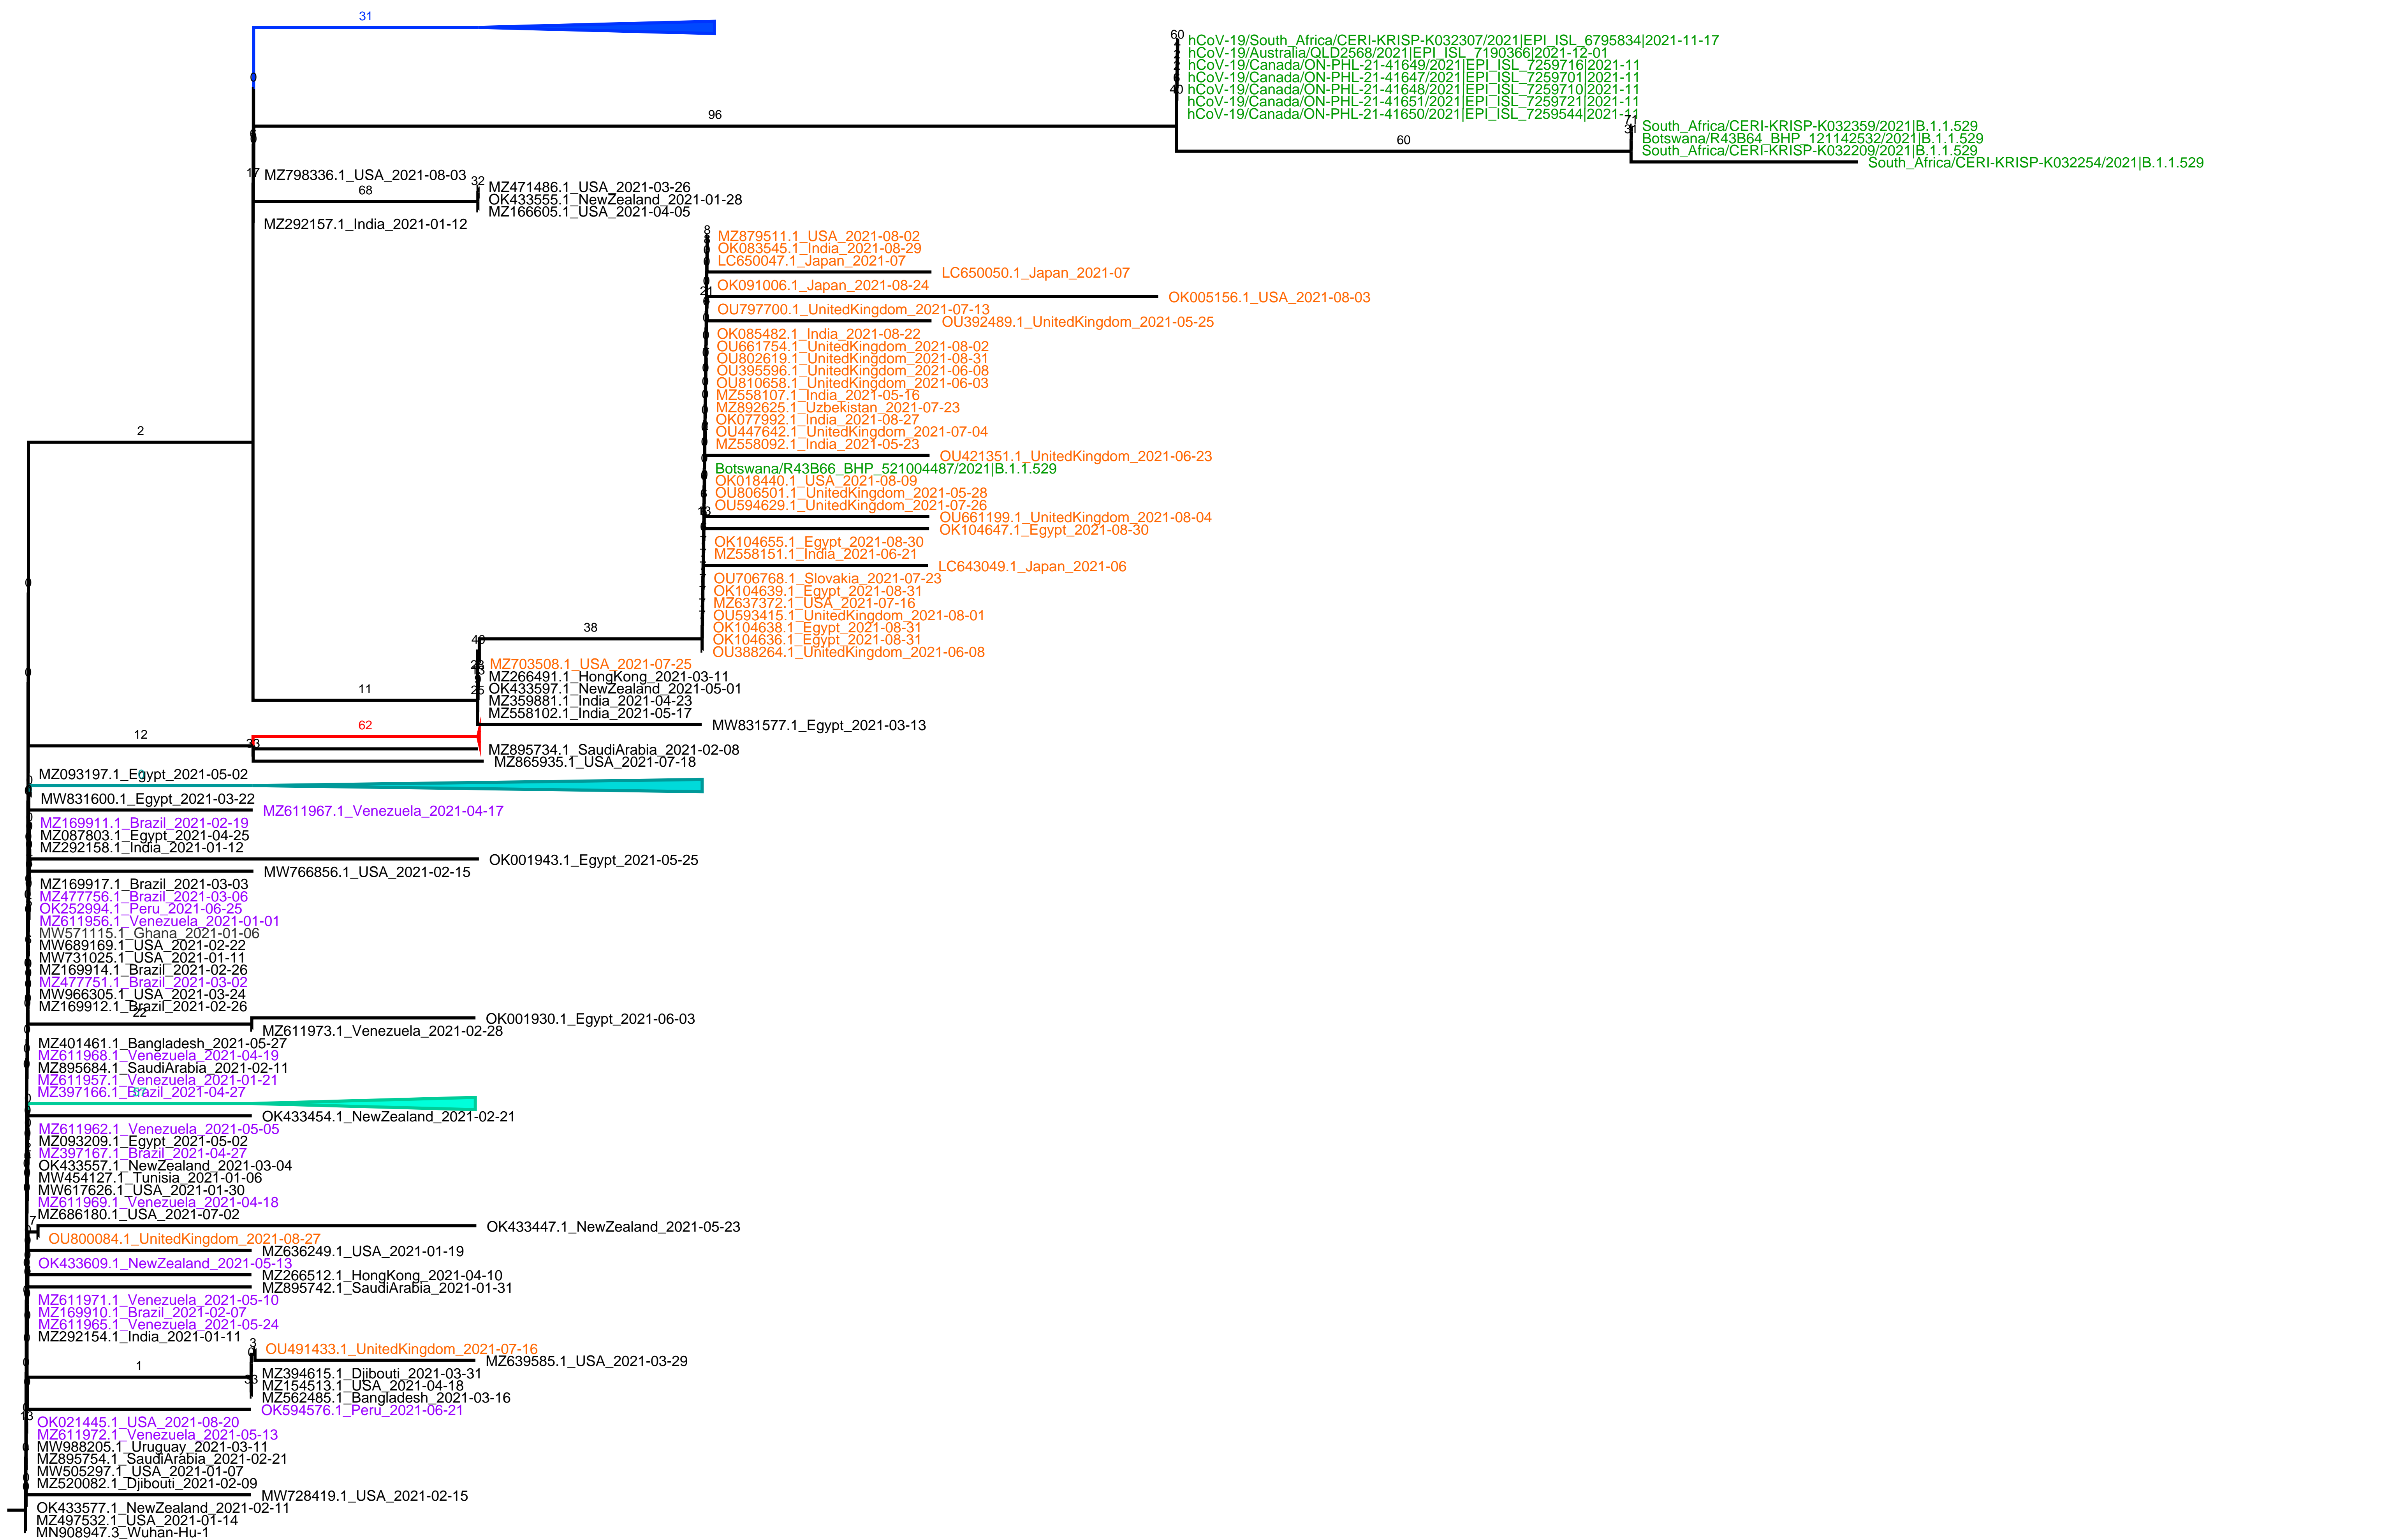 31
60
hCoV-19/South_Africa/CERI-KRISP-K032307/2021|EPI_ISL_6795834|2021-11-17
hCoV-19/Australia/QLD2568/2021|EPI_ISL_7190366|2021-12-01
hCoV-19/Canada/ON-PHL-21-41649/2021|EPI_ISL_7259716|2021-11
0
hCoV-19/Canada/ON-PHL-21-41647/2021|EPI_ISL_7259701|2021-11
40
hCoV-19/Canada/ON-PHL-21-41648/2021|EPI_ISL_7259710|2021-11
hCoV-19/Canada/ON-PHL-21-41651/2021|EPI_ISL_7259721|2021-11
96
hCoV-19/Canada/ON-PHL-21-41650/2021|EPI_ISL_7259544|2021-11
71
South_Africa/CERI-KRISP-K032359/2021|B.1.1.529
31
Botswana/R43B64_BHP_121142532/2021|B.1.1.529
60
South_Africa/CERI-KRISP-K032209/2021|B.1.1.529
South_Africa/CERI-KRISP-K032254/2021|B.1.1.529
17
MZ798336.1_USA_2021-08-03
32
68
MZ471486.1_USA_2021-03-26
OK433555.1_NewZealand_2021-01-28
MZ166605.1_USA_2021-04-05
MZ292157.1_India_2021-01-12
8
MZ879511.1_USA_2021-08-02
OK083545.1_India_2021-08-29
LC650047.1_Japan_2021-07
LC650050.1_Japan_2021-07
OK091006.1_Japan_2021-08-24
21
OK005156.1_USA_2021-08-03
OU797700.1_UnitedKingdom_2021-07-13
OU392489.1_UnitedKingdom_2021-05-25
OK085482.1_India_2021-08-22
OU661754.1_UnitedKingdom_2021-08-02
OU802619.1_UnitedKingdom_2021-08-31
OU395596.1_UnitedKingdom_2021-06-08
OU810658.1_UnitedKingdom_2021-06-03
MZ558107.1_India_2021-05-16
MZ892625.1_Uzbekistan_2021-07-23
OK077992.1_India_2021-08-27
2
OU447642.1_UnitedKingdom_2021-07-04
MZ558092.1_India_2021-05-23
OU421351.1_UnitedKingdom_2021-06-23
Botswana/R43B66_BHP_521004487/2021|B.1.1.529
OK018440.1_USA_2021-08-09
OU806501.1_UnitedKingdom_2021-05-28
OU594629.1_UnitedKingdom_2021-07-26
13
OU661199.1_UnitedKingdom_2021-08-04
OK104647.1_Egypt_2021-08-30
OK104655.1_Egypt_2021-08-30
MZ558151.1_India_2021-06-21
LC643049.1_Japan_2021-06
OU706768.1_Slovakia_2021-07-23
0
OK104639.1_Egypt_2021-08-31
MZ637372.1_USA_2021-07-16
OU593415.1_UnitedKingdom_2021-08-01
38
OK104638.1_Egypt_2021-08-31
OK104636.1_Egypt_2021-08-31
OU388264.1_UnitedKingdom_2021-06-08
MZ703508.1_USA_2021-07-25
0
MZ266491.1_HongKong_2021-03-11
11
25
OK433597.1_NewZealand_2021-05-01
MZ359881.1_India_2021-04-23
MZ558102.1_India_2021-05-17
62
MW831577.1_Egypt_2021-03-13
12
33
MZ895734.1_SaudiArabia_2021-02-08
MZ865935.1_USA_2021-07-18
MZ093197.1_Egypt_2021-05-02
MW831600.1_Egypt_2021-03-22
MZ611967.1_Venezuela_2021-04-17
MZ169911.1_Brazil_2021-02-19
MZ087803.1_Egypt_2021-04-25
MZ292158.1_India_2021-01-12
OK001943.1_Egypt_2021-05-25
MW766856.1_USA_2021-02-15
MZ169917.1_Brazil_2021-03-03
MZ477756.1_Brazil_2021-03-06
OK252994.1_Peru_2021-06-25
MZ611956.1_Venezuela_2021-01-01
MW571115.1_Ghana_2021-01-06
MW689169.1_USA_2021-02-22
MW731025.1_USA_2021-01-11
MZ169914.1_Brazil_2021-02-26
MZ477751.1_Brazil_2021-03-02
MW966305.1_USA_2021-03-24
MZ169912.1_Brazil_2021-02-26
22
OK001930.1_Egypt_2021-06-03
MZ611973.1_Venezuela_2021-02-28
MZ401461.1_Bangladesh_2021-05-27
MZ611968.1_Venezuela_2021-04-19
0
MZ895684.1_SaudiArabia_2021-02-11
MZ611957.1_Venezuela_2021-01-21
MZ397166.1_Brazil_2021-04-27
OK433454.1_NewZealand_2021-02-21
MZ611962.1_Venezuela_2021-05-05
MZ093209.1_Egypt_2021-05-02
MZ397167.1_Brazil_2021-04-27
OK433557.1_NewZealand_2021-03-04
MW454127.1_Tunisia_2021-01-06
MW617626.1_USA_2021-01-30
MZ611969.1_Venezuela_2021-04-18
MZ686180.1_USA_2021-07-02
7
OK433447.1_NewZealand_2021-05-23
OU800084.1_UnitedKingdom_2021-08-27
MZ636249.1_USA_2021-01-19
OK433609.1_NewZealand_2021-05-13
MZ266512.1_HongKong_2021-04-10
MZ895742.1_SaudiArabia_2021-01-31
MZ611971.1_Venezuela_2021-05-10
MZ169910.1_Brazil_2021-02-07
MZ611965.1_Venezuela_2021-05-24
MZ292154.1_India_2021-01-11
3
OU491433.1_UnitedKingdom_2021-07-16
MZ639585.1_USA_2021-03-29
1
MZ394615.1_Djibouti_2021-03-31
33
MZ154513.1_USA_2021-04-18
MZ562485.1_Bangladesh_2021-03-16
OK594576.1_Peru_2021-06-21
13
OK021445.1_USA_2021-08-20
MZ611972.1_Venezuela_2021-05-13
MW988205.1_Uruguay_2021-03-11
MZ895754.1_SaudiArabia_2021-02-21
MW505297.1_USA_2021-01-07
MZ520082.1_Djibouti_2021-02-09
MW728419.1_USA_2021-02-15
OK433577.1_NewZealand_2021-02-11
MZ497532.1_USA_2021-01-14
MN908947.3_Wuhan-Hu-1